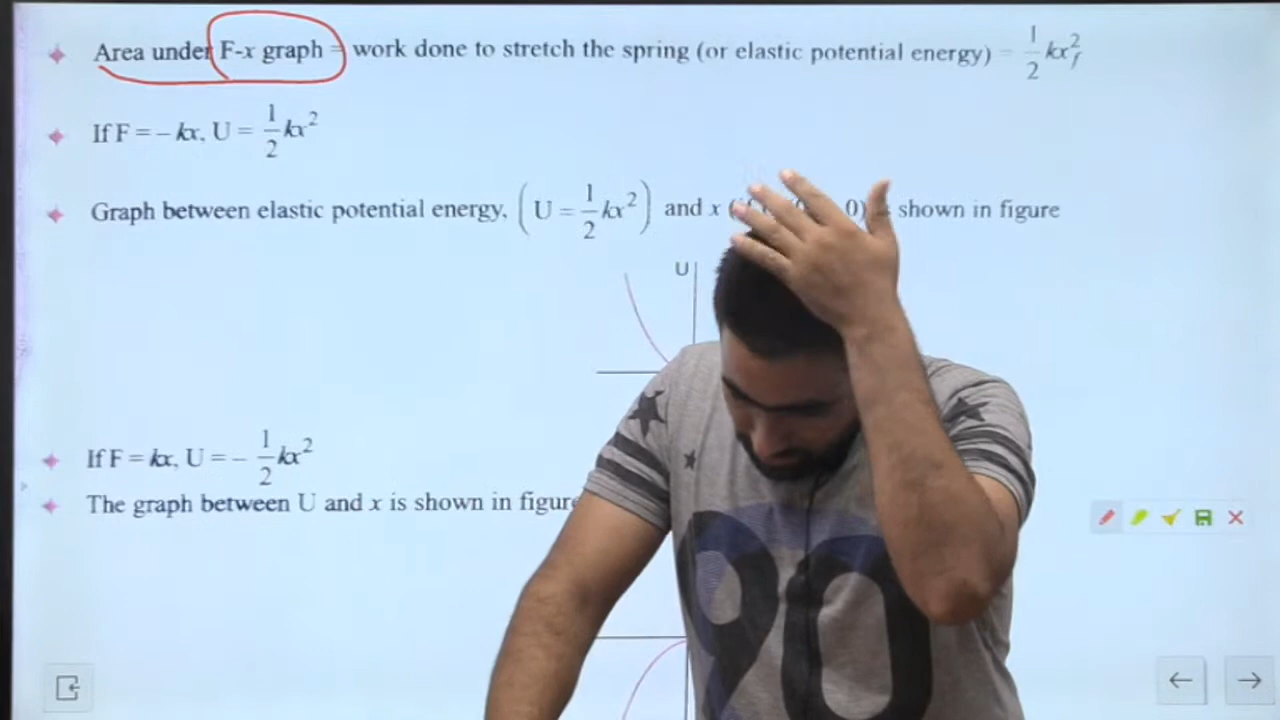 Area under F-x graph = work done to stretch the spring (or elastic potential energy) = 1/2 kx_f^2
If F = – kx, U = 1/2 kx^2
Graph between elastic potential energy, (U = 1/2 kx^2) and x 0) shown in figure
U
If F = kx, U = – 1/2 kx^2
The graph between U and x is shown in figure
90